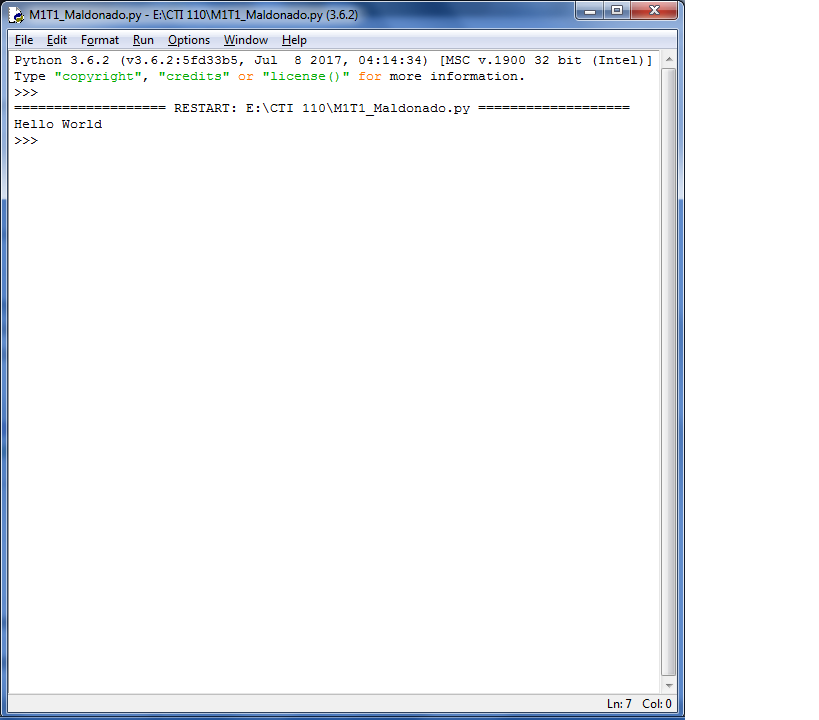 M1T1_Maldonado.py - E:\CTI 110\M1T1_Maldonado.py (3.6.2)
File Edit Format Run Options Window Help
Python 3.6.2 (v3.6.2:5fd33b5, Jul  8 2017, 04:14:34) [MSC v.1900 32 bit (Intel)]
Type "copyright", "credits" or "license()" for more information.
>>>
=================== RESTART: E:\CTI 110\M1T1_Maldonado.py ===================
Hello World
>>>
Ln: 7 Col: 0